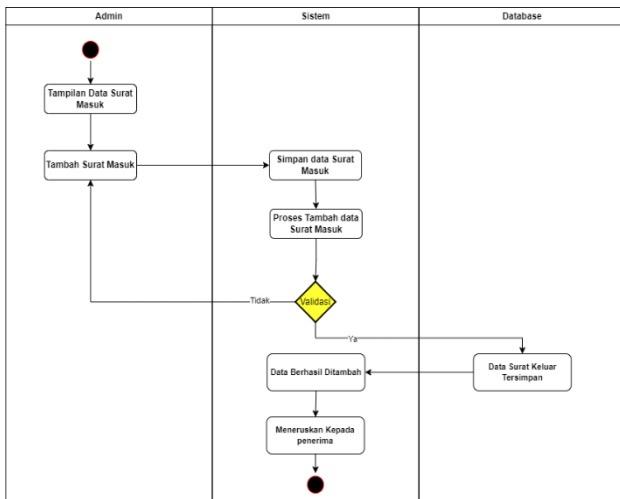 Admin
Sistem
Database
Tampilan Data Surat
Masuk
Tambah Surat Masuk
Simpan data Surat
Masuk
Proses Tambah data
Surat Masuk
Validasi
Tidak
Ya
Data Surat Keluar
Tersimpan
Data Berhasil Ditambah
Meneruskan Kepada
penerima